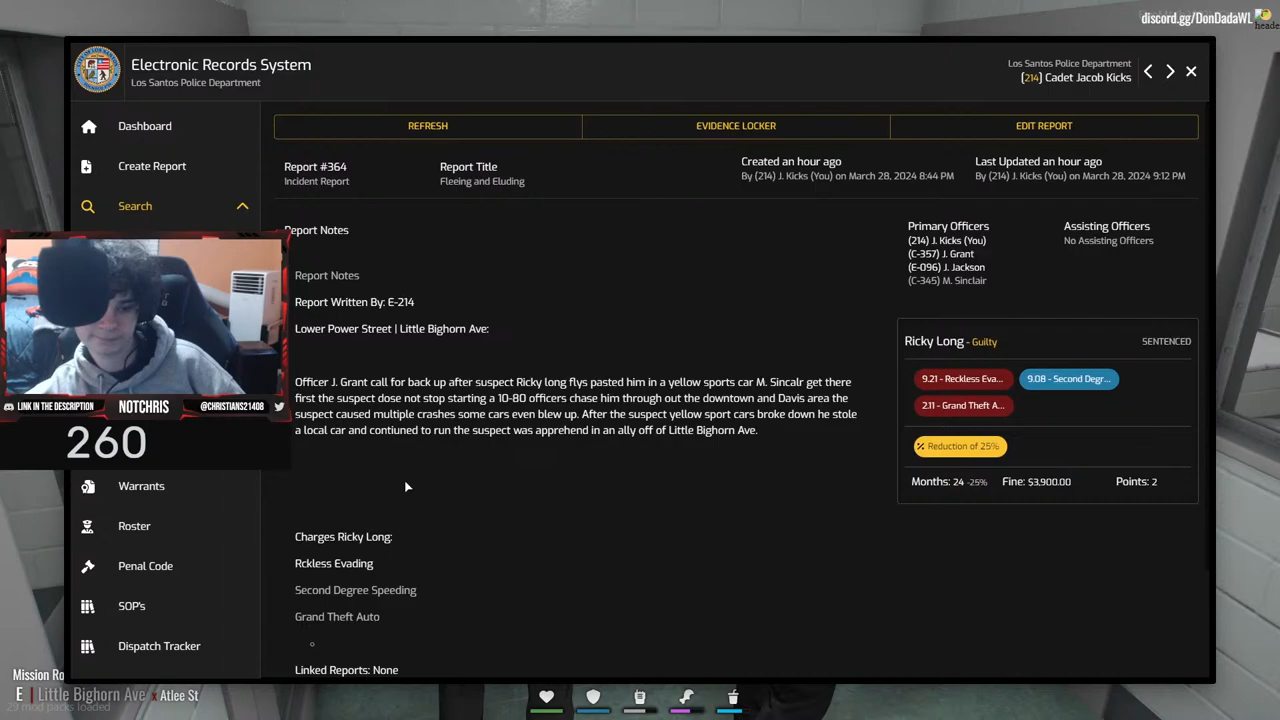 discord.gg/DonDadaWL
heade
Electronic Records System
Los Santos Police Department
Los Santos Police Department
[214] Cadet Jacob Kicks
Dashboard
Create Report
Search
Warrants
Roster
Penal Code
SOP's
Dispatch Tracker
REFRESH
EVIDENCE LOCKER
EDIT REPORT
Report #364
Incident Report
Report Title
Fleeing and Eluding
Created an hour ago
By (214) J. Kicks (You) on March 28, 2024 8:44 PM
Last Updated an hour ago
By (214) J. Kicks (You) on March 28, 2024 9:12 PM
Report Notes
Report Notes
Report Written By: E-214
Lower Power Street | Little Bighorn Ave:
Officer J. Grant call for back up after suspect Ricky long flys pasted him in a yellow sports car M. Sincalr get there
first the suspect dose not stop starting a 10-80 officers chase him through out the downtown and Davis area the
suspect caused multiple crashes some cars even blew up. After the suspect yellow sport cars broke down he stole
a local car and contiuned to run the suspect was apprehend in an ally off of Little Bighorn Ave.
Charges Ricky Long:
Rckless Evading
Second Degree Speeding
Grand Theft Auto
Linked Reports: None
Primary Officers
(214) J. Kicks (You)
(C-357) J. Grant
(E-096) J. Jackson
(C-345) M. Sinclair
Assisting Officers
No Assisting Officers
Ricky Long - Guilty
SENTENCED
9.21 - Reckless Eva...
9.08 - Second Degr...
2.11 - Grand Theft A...
Reduction of 25%
Months: 24 -25%
Fine: $3,900.00
Points: 2
LINK IN THE DESCRIPTION
NOTCHRIS
@CHRISTIANS21408
260
Mission Ro
E | Little Bighorn Ave x Atlee St
29 mod packs loaded